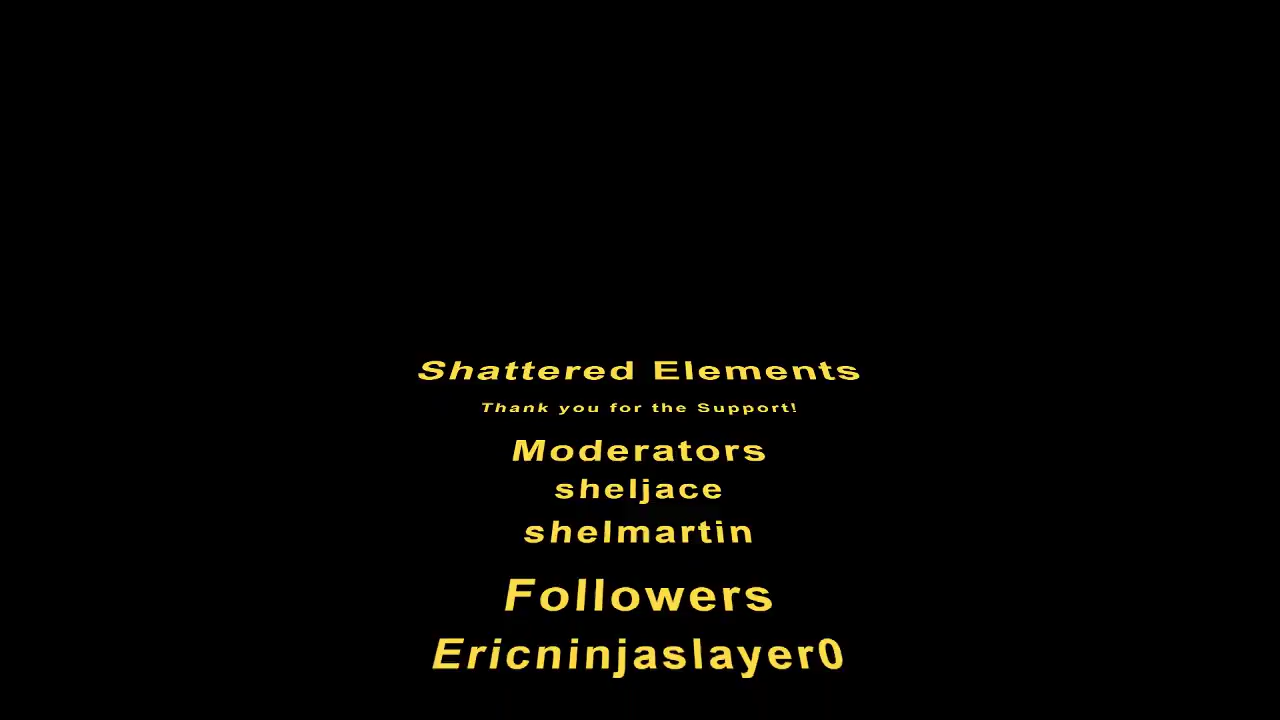 Shattered Elements
Thank you for the Support!
Moderators
sheljace
shelmartin
Followers
Ericninjaslayer0